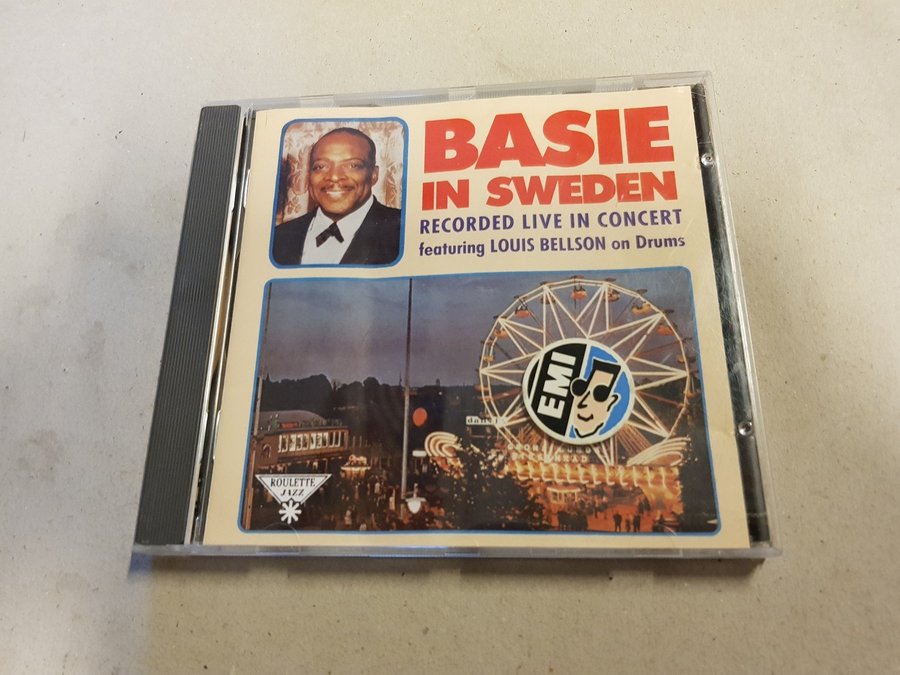 BASIE
IN SWEDEN
RECORDED LIVE IN CONCERT
featuring LOUIS BELLSON on Drums
EMI
ROULETTE
JAZZ